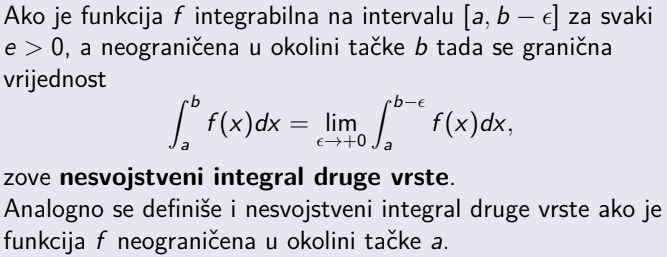 Ako je funkcija f integrabilna na intervalu [a, b − ϵ] za svaki
e > 0, a neograničena u okolini tačke b tada se granična
vrijednost
∫_a^b f(x)dx = lim_{ϵ→+0} ∫_a^{b−ϵ} f(x)dx,
zove nesvojstveni integral druge vrste.
Analogno se definiše i nesvojstveni integral druge vrste ako je
funkcija f neograničena u okolini tačke a.